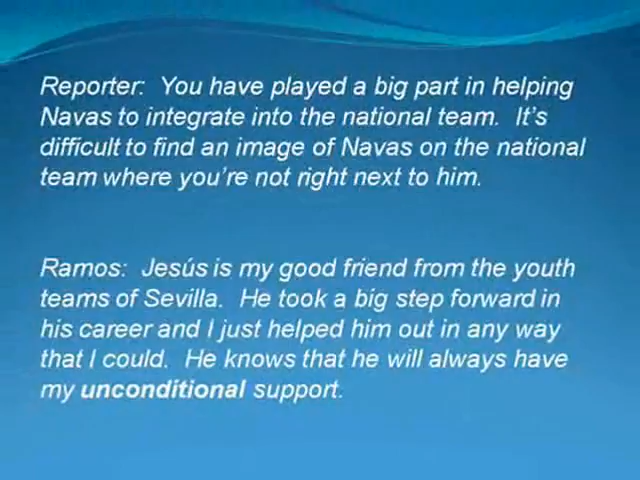 Reporter: You have played a big part in helping
Navas to integrate into the national team. It's
difficult to find an image of Navas on the national
team where you're not right next to him.
Ramos: Jesús is my good friend from the youth
teams of Sevilla. He took a big step forward in
his career and I just helped him out in any way
that I could. He knows that he will always have
my unconditional support.